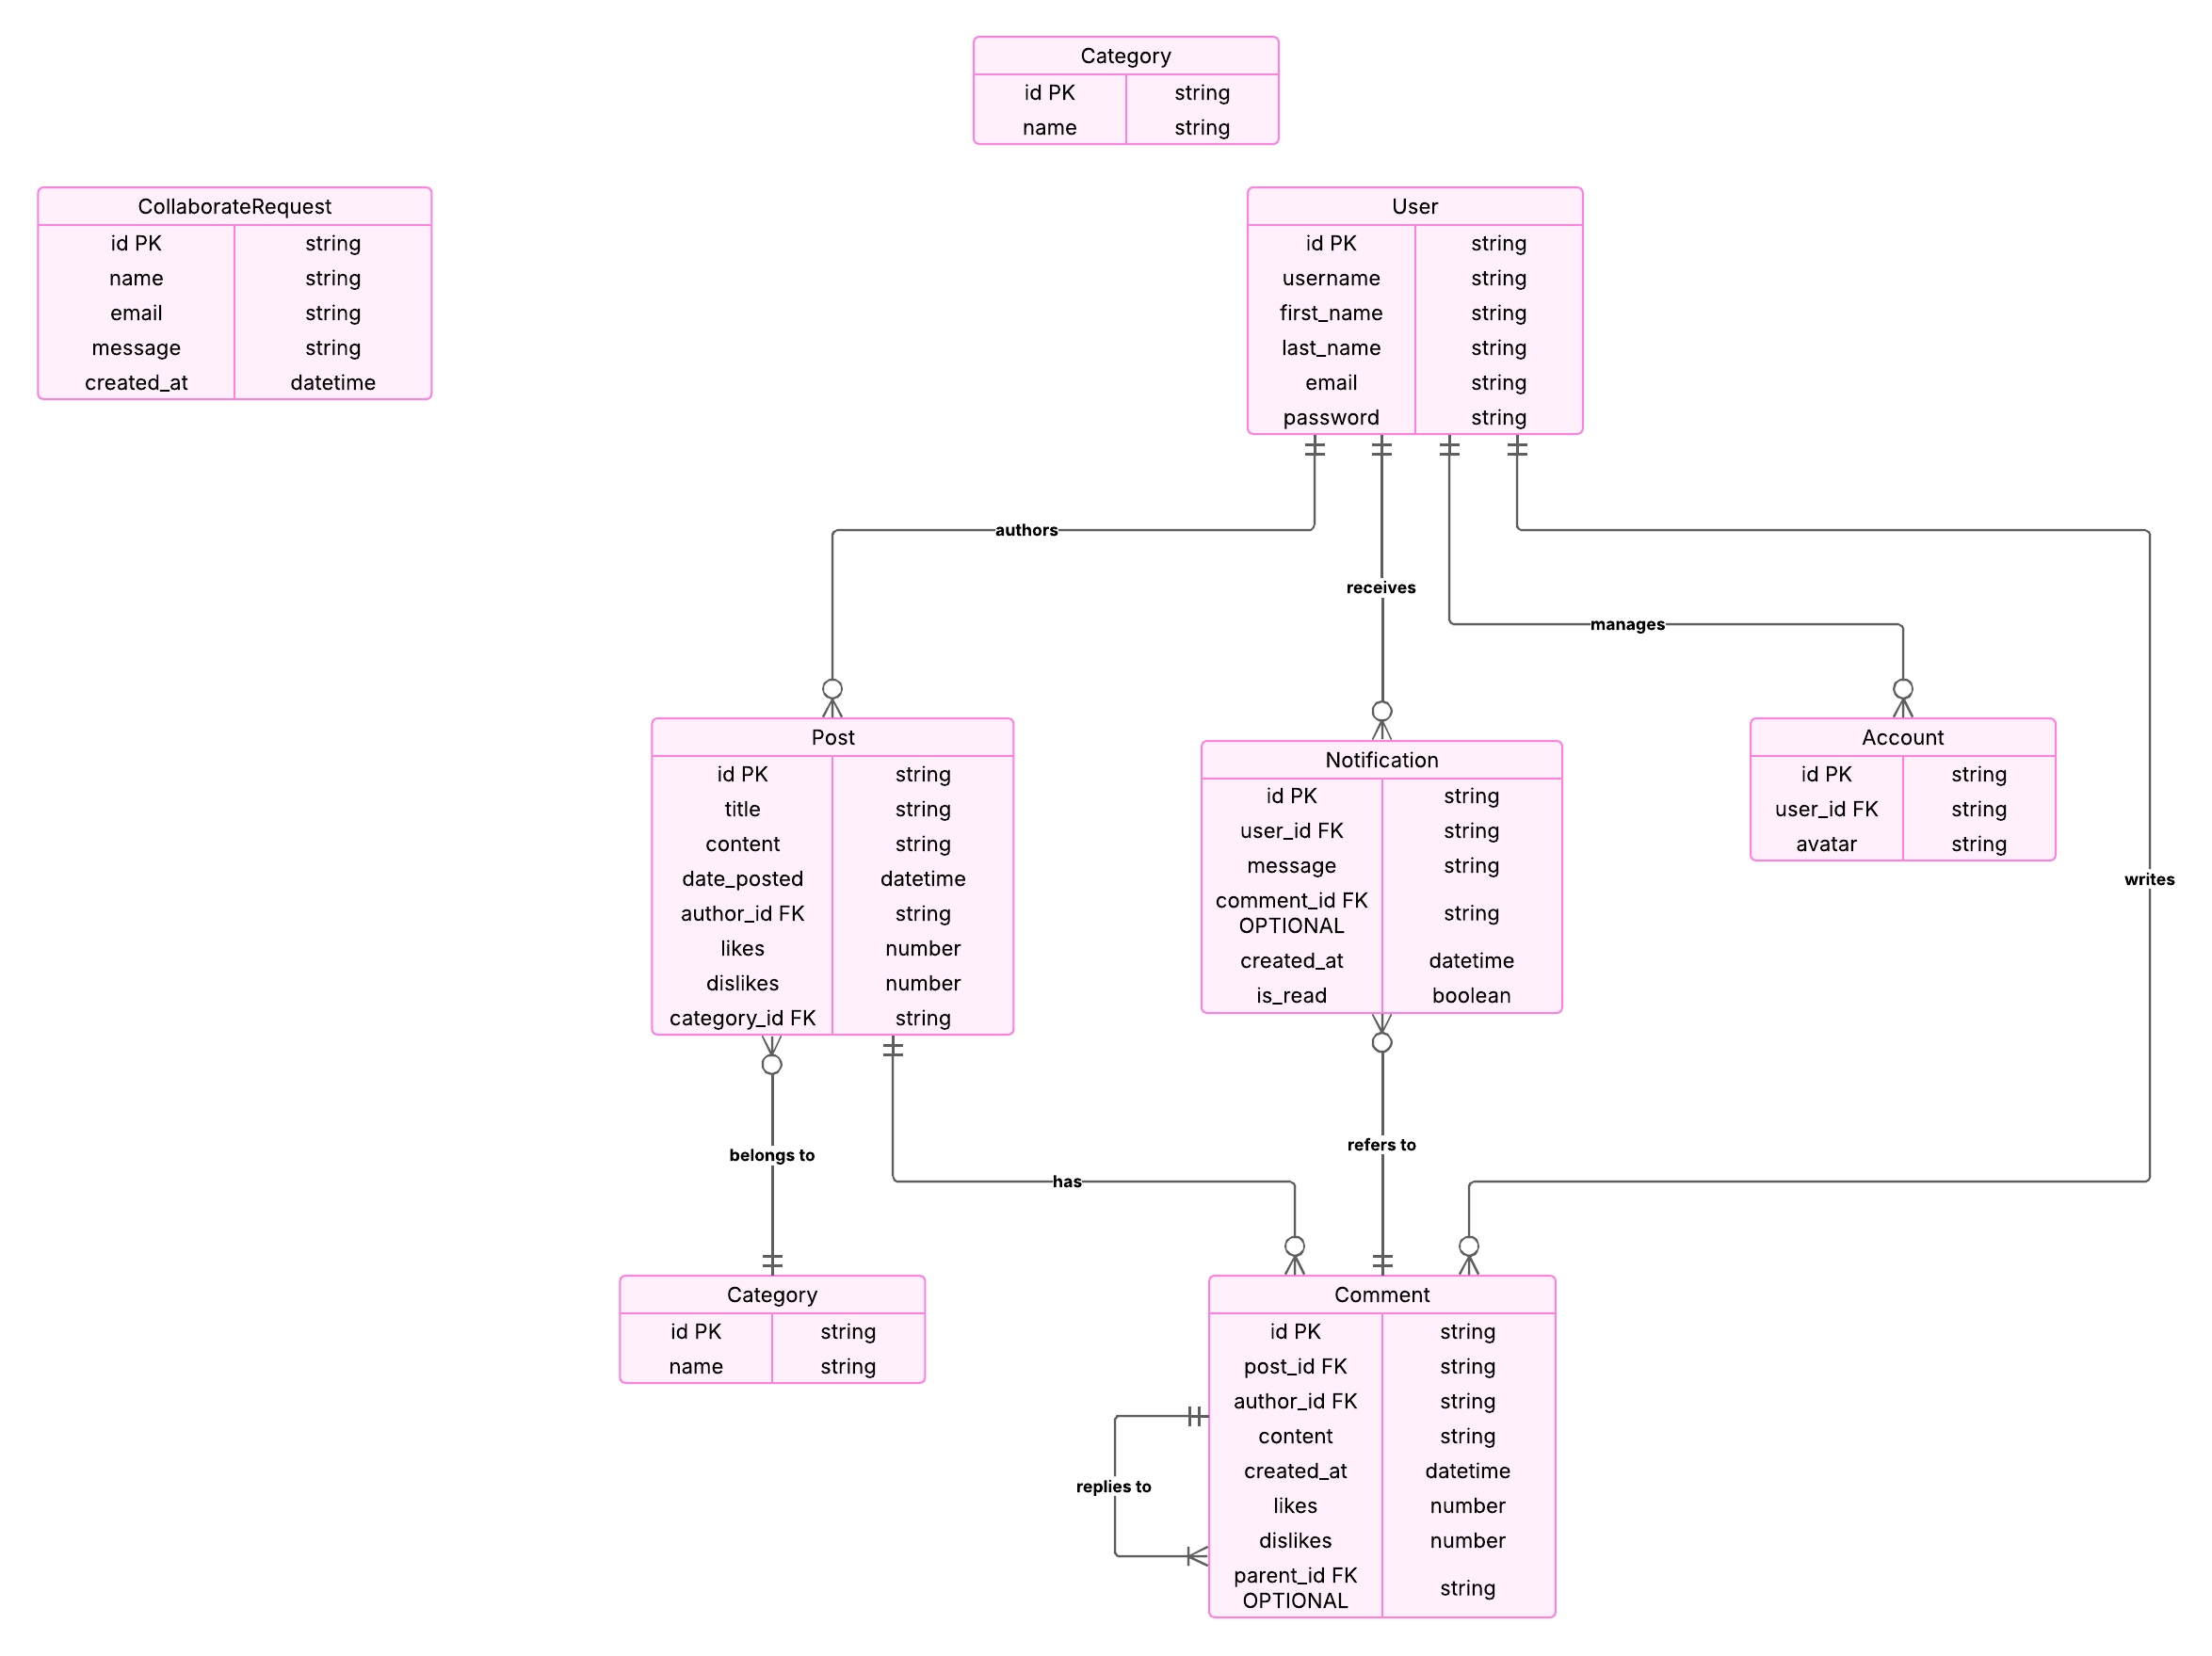 Category
id PK string
name string
CollaborateRequest
id PK string
name string
email string
message string
created_at datetime
User
id PK string
username string
first_name string
last_name string
email string
password string
authors
receives
manages
writes
Post
id PK string
title string
content string
date_posted datetime
author_id FK string
likes number
dislikes number
category_id FK string
Notification
id PK string
user_id FK string
message string
comment_id FK
OPTIONAL string
created_at datetime
is_read boolean
Account
id PK string
user_id FK string
avatar string
belongs to
has
refers to
Category
id PK string
name string
Comment
id PK string
post_id FK string
author_id FK string
content string
created_at datetime
likes number
dislikes number
parent_id FK
OPTIONAL string
replies to